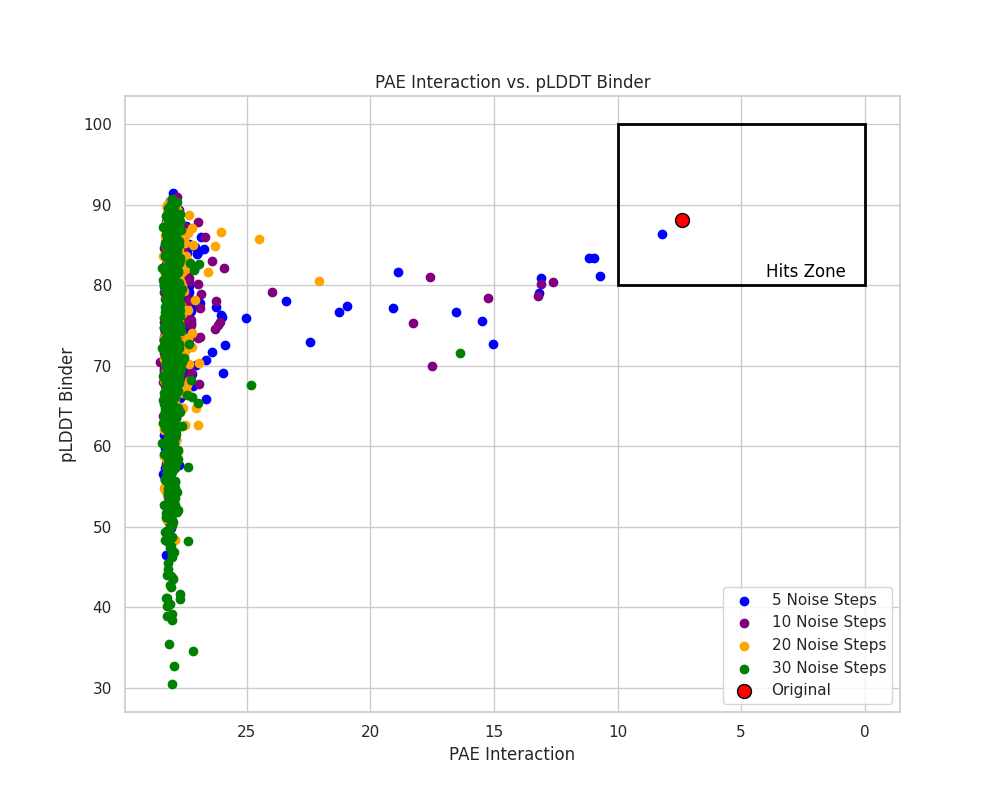 PAE Interaction vs. pLDDT Binder
100
90
80
70
60
50
40
30
pLDDT Binder
Hits Zone
5 Noise Steps
10 Noise Steps
20 Noise Steps
30 Noise Steps
Original
25
20
15
10
5
0
PAE Interaction